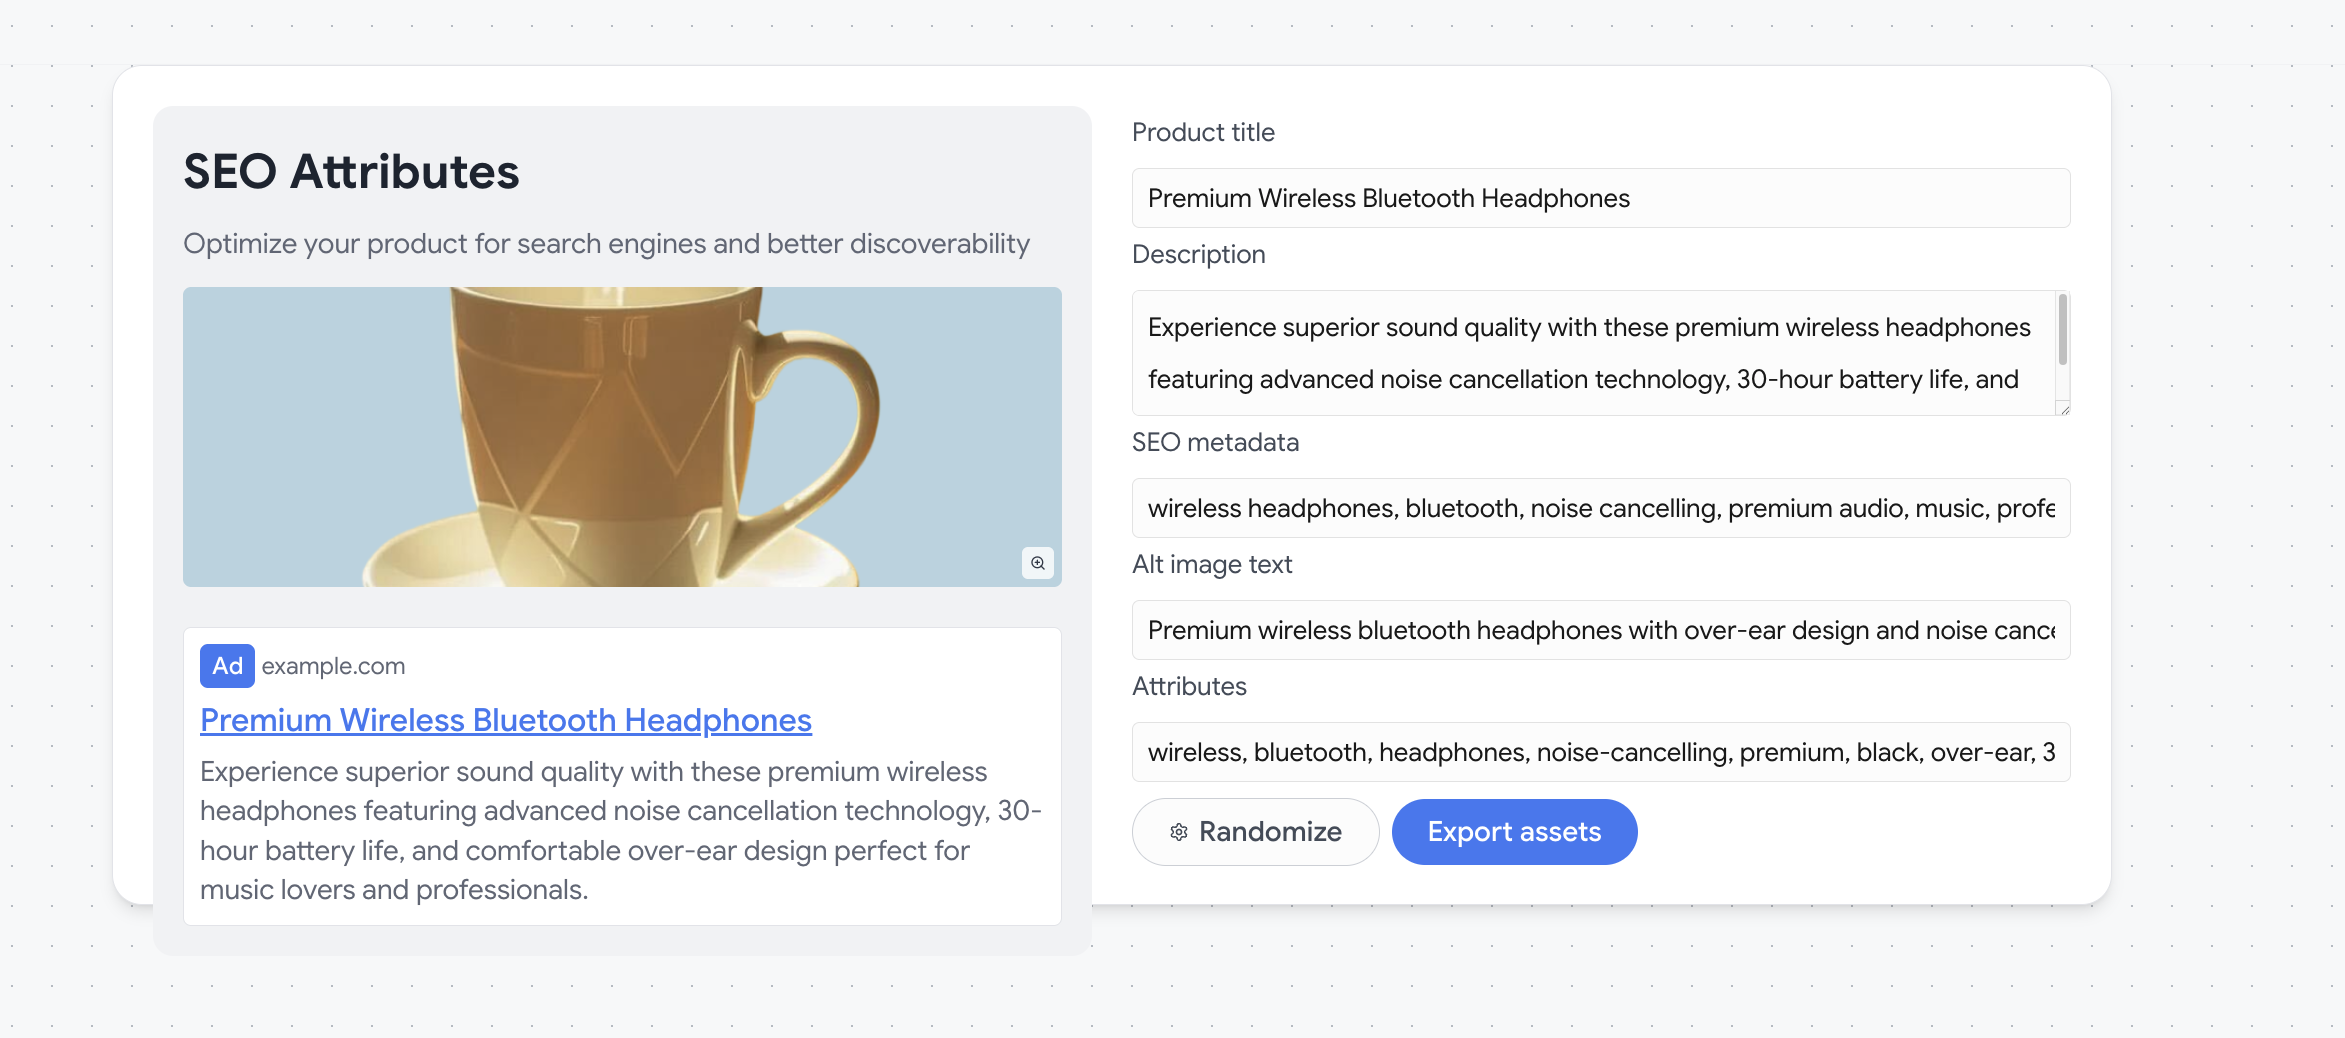 SEO Attributes
Optimize your product for search engines and better discoverability
Ad example.com
Premium Wireless Bluetooth Headphones
Experience superior sound quality with these premium wireless
headphones featuring advanced noise cancellation technology, 30-
hour battery life, and comfortable over-ear design perfect for
music lovers and professionals.
Product title
Premium Wireless Bluetooth Headphones
Description
Experience superior sound quality with these premium wireless headphones
featuring advanced noise cancellation technology, 30-hour battery life, and
SEO metadata
wireless headphones, bluetooth, noise cancelling, premium audio, music, profe
Alt image text
Premium wireless bluetooth headphones with over-ear design and noise cance
Attributes
wireless, bluetooth, headphones, noise-cancelling, premium, black, over-ear, 3
Randomize
Export assets